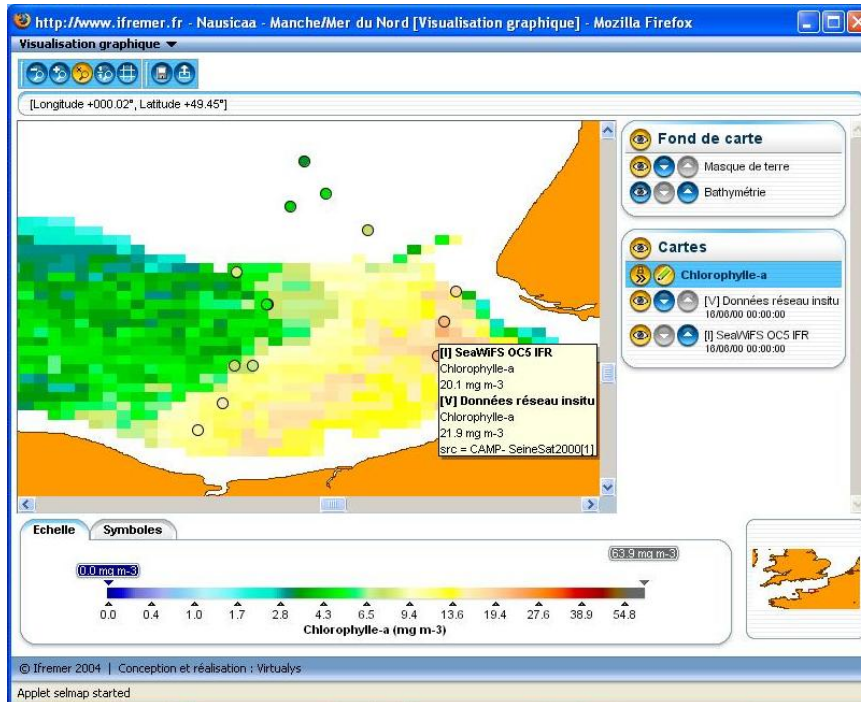 http://www.ifremer.fr - Nausicaa - Manche/Mer du Nord [Visualisation graphique] - Mozilla Firefox
Visualisation graphique
[Longitude +000.02°, Latitude +49.45°]
Fond de carte
Masque de terre
Bathymétrie
Cartes
Chlorophylle-a
[V] Données réseau insitu
16/06/00 00:00:00
[I] SeaWiFS OC5 IFR
16/06/00 00:00:00
[I] SeaWiFS OC5 IFR
Chlorophylle-a
20.1 mg m-3
[V] Données réseau insitu
Chlorophylle-a
21.9 mg m-3
src = CAMP- SeineSat2000[1]
Echelle Symboles
0.0 mg m-3 63.9 mg m-3
0.0 0.4 1.0 1.7 2.8 4.3 6.5 9.4 13.6 19.4 27.6 38.9 54.8
Chlorophylle-a (mg m-3)
© Ifremer 2004 | Conception et réalisation : Virtualys
Applet selmap started